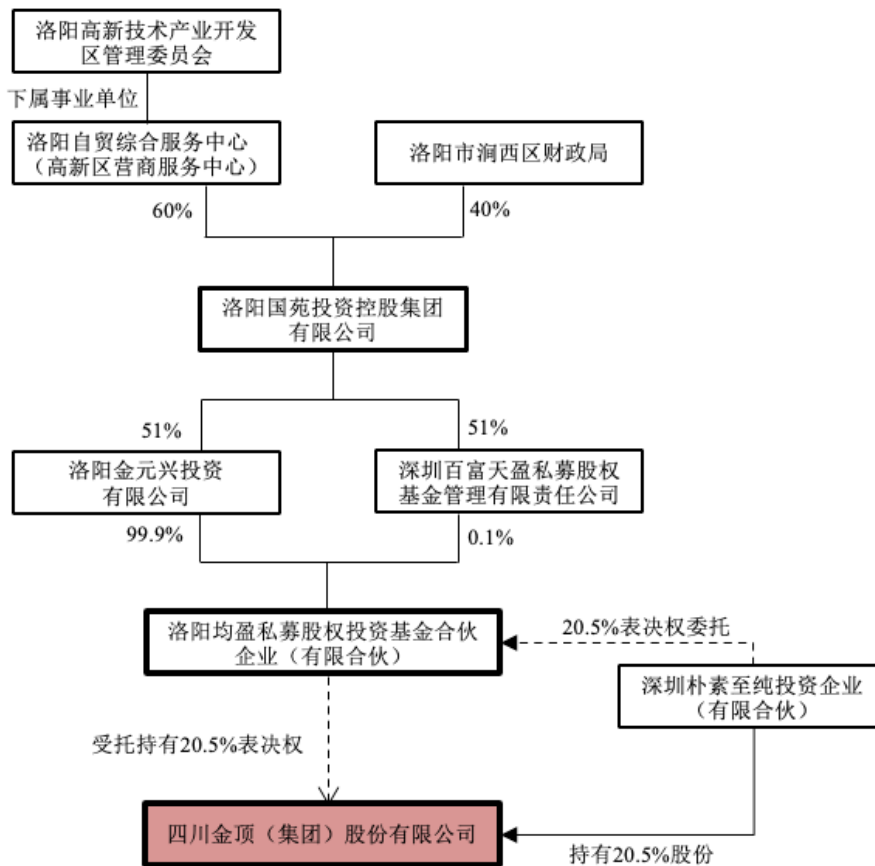 洛阳高新技术产业开发
区管理委员会
下属事业单位
洛阳自贸综合服务中心
（高新区营商服务中心）
洛阳市涧西区财政局
60%
40%
洛阳国苑投资控股集团
有限公司
51%
51%
洛阳金元兴投资
有限公司
深圳百富天盈私募股权
基金管理有限责任公司
99.9%
0.1%
洛阳均盈私募股权投资基金合伙
企业（有限合伙）
20.5%表决权委托
深圳朴素至纯投资企业
（有限合伙）
受托持有20.5%表决权
四川金顶（集团）股份有限公司
持有20.5%股份